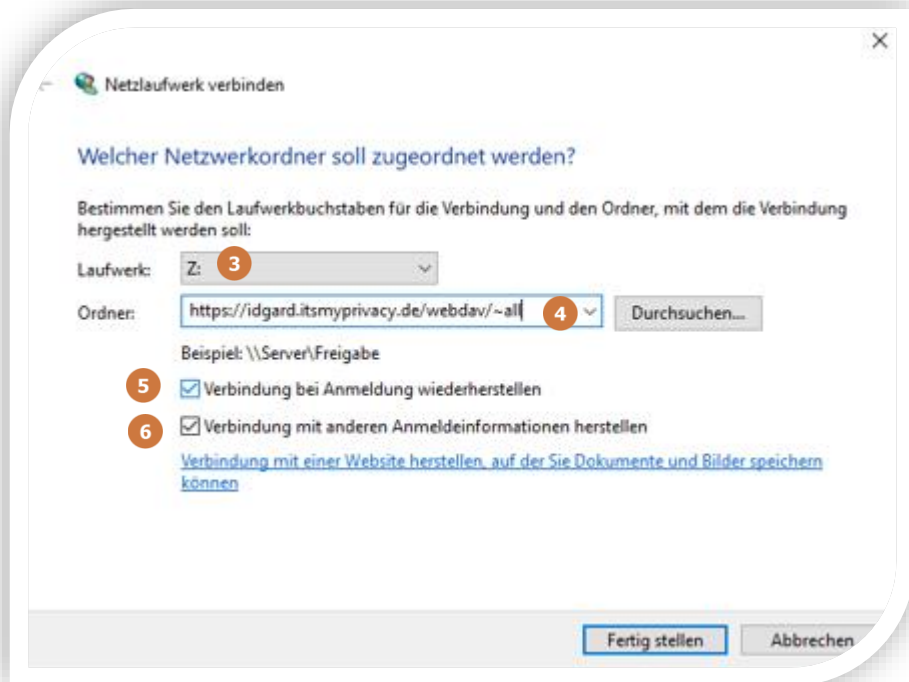 Netzlaufwerk verbinden
Welcher Netzwerkordner soll zugeordnet werden?
Bestimmen Sie den Laufwerkbuchstaben für die Verbindung und den Ordner, mit dem die Verbindung
hergestellt werden soll:
Laufwerk: Z: 3
Ordner: https://idgard.itsmyprivacy.de/webdav/~all 4 Durchsuchen...
Beispiel: \\Server\Freigabe
5 Verbindung bei Anmeldung wiederherstellen
6 Verbindung mit anderen Anmeldeinformationen herstellen
Verbindung mit einer Website herstellen, auf der Sie Dokumente und Bilder speichern
können
Fertig stellen Abbrechen